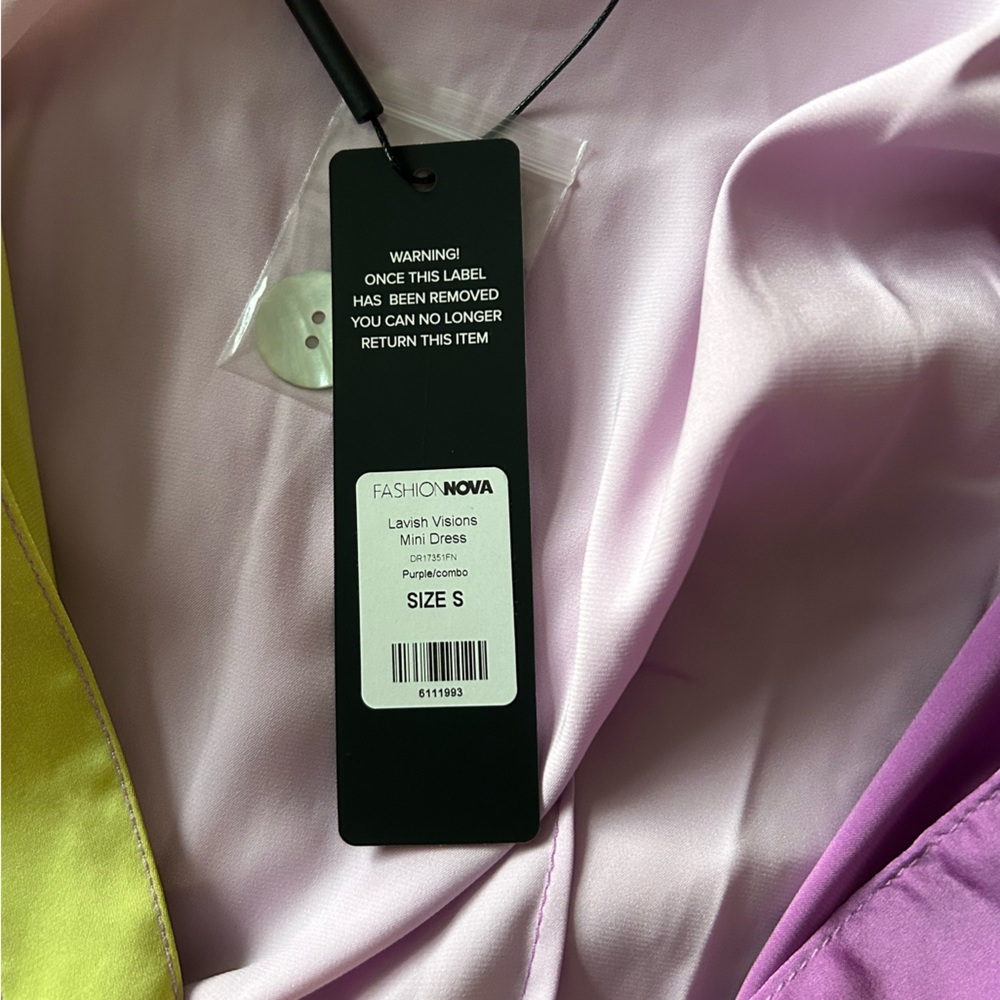 WARNING!
ONCE THIS LABEL
HAS BEEN REMOVED
YOU CAN NO LONGER
RETURN THIS ITEM
FASHIONNOVA
Lavish Visions
Mini Dress
DR17351FN
Purple/combo
SIZE S
6111993